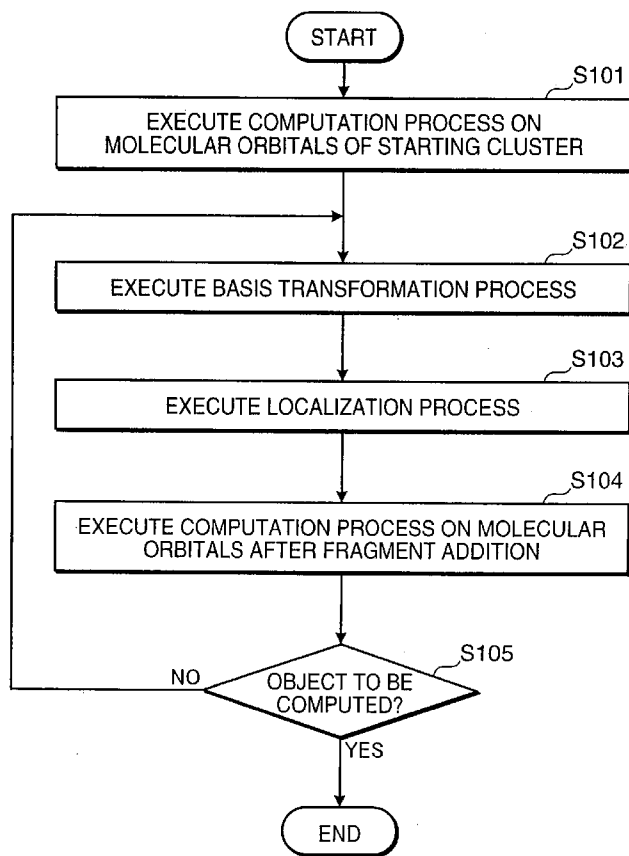 START
S101
EXECUTE COMPUTATION PROCESS ON
MOLECULAR ORBITALS OF STARTING CLUSTER
S102
EXECUTE BASIS TRANSFORMATION PROCESS
S103
EXECUTE LOCALIZATION PROCESS
S104
EXECUTE COMPUTATION PROCESS ON MOLECULAR
ORBITALS AFTER FRAGMENT ADDITION
S105
NO
OBJECT TO BE
COMPUTED?
YES
END